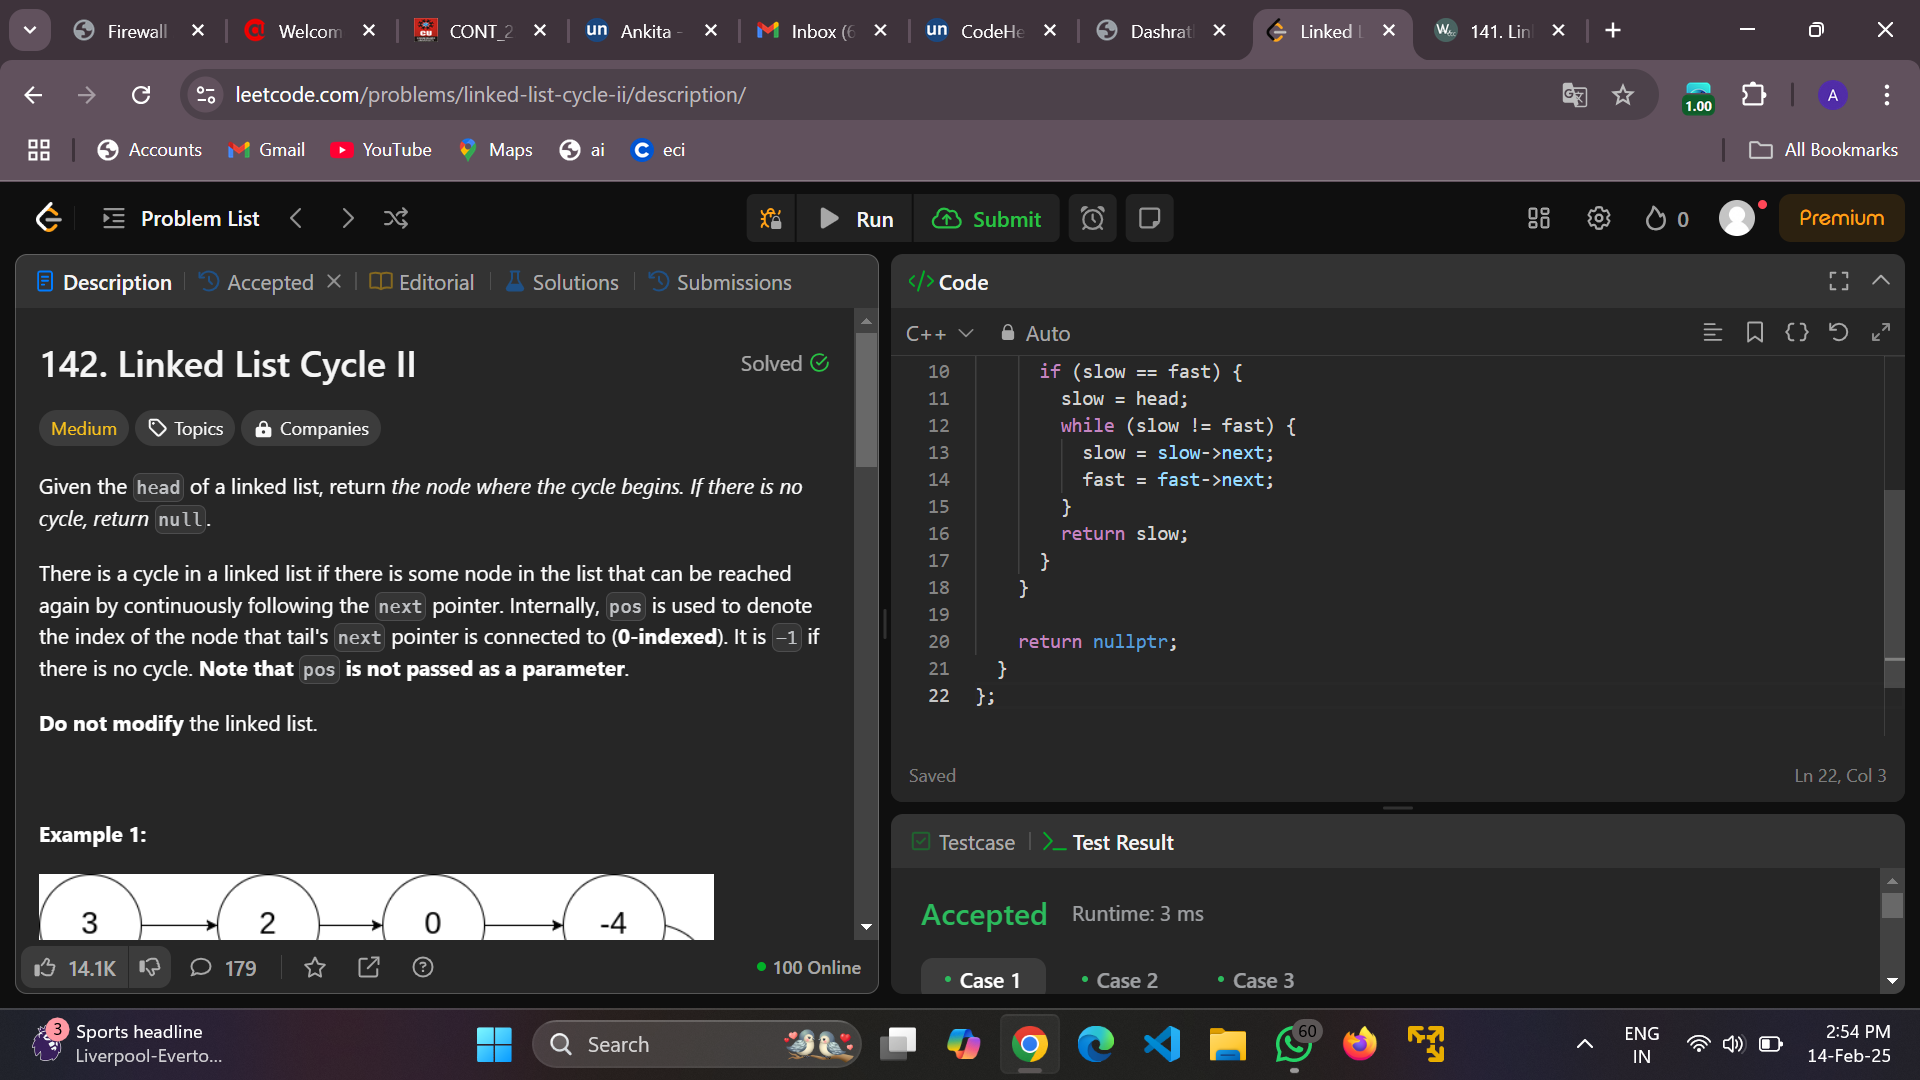 Firewall
Welcom
CONT_2
Ankita -
Inbox (6
CodeHe
Dashrat
Linked L
141. Lin
leetcode.com/problems/linked-list-cycle-ii/description/
1.00
A
Accounts
Gmail
YouTube
Maps
ai
eci
All Bookmarks
Problem List
Run
Submit
0
Premium
Description
Accepted
Editorial
Solutions
Submissions
142. Linked List Cycle II
Solved
Medium
Topics
Companies
Given the head of a linked list, return the node where the cycle begins. If there is no
cycle, return null.
There is a cycle in a linked list if there is some node in the list that can be reached
again by continuously following the next pointer. Internally, pos is used to denote
the index of the node that tail's next pointer is connected to (0-indexed). It is -1 if
there is no cycle. Note that pos is not passed as a parameter.
Do not modify the linked list.
Example 1:
3 2 0 -4
14.1K
179
100 Online
</> Code
C++
Auto
10 if (slow == fast) {
11 slow = head;
12 while (slow != fast) {
13 slow = slow->next;
14 fast = fast->next;
15 }
16 return slow;
17 }
18 }
19
20 return nullptr;
21 }
22 };
Saved
Ln 22, Col 3
Testcase
Test Result
Accepted
Runtime: 3 ms
Case 1
Case 2
Case 3
3
Sports headline
Liverpool-Everto...
Search
60
ENG
IN
2:54 PM
14-Feb-25